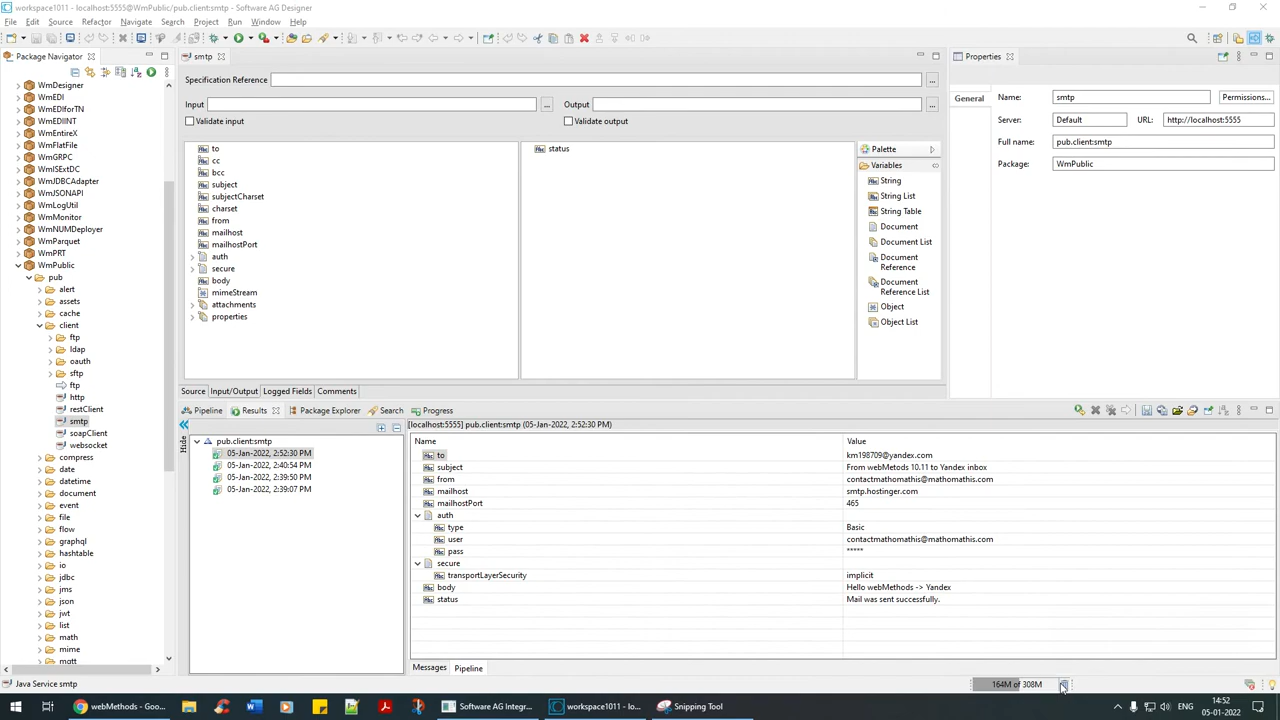 workspace1011 - localhost:5555@WmPublic/pub.client:smtp - Software AG Designer
File Edit Source Refactor Navigate Search Project Run Window Help
Package Navigator
WmDesigner
WmEDI
WmEDIforTN
WmEDIINT
WmEntireX
WmFlatFile
WmGRPC
WmISExtDC
WmJDBCAdapter
WmJSONAPI
WmLogUtil
WmMonitor
WmNUMDeployer
WmParquet
WmPRT
WmPublic
pub
alert
assets
cache
client
ftp
ldap
oauth
sftp
ftp
http
restClient
smtp
soapClient
websocket
compress
date
datetime
document
event
file
flow
graphql
hashtable
io
jdbc
jms
json
jwt
list
math
mime
mqtt
smtp
Specification Reference
Input
Output
Validate input
Validate output
to
cc
bcc
subject
subjectCharset
charset
from
mailhost
mailhostPort
auth
secure
body
mimeStream
attachments
properties
status
Palette
Variables
String
String List
String Table
Document
Document List
Document
Reference
Document
Reference List
Object
Object List
Source Input/Output Logged Fields Comments
Properties
General
Name: smtp Permissions...
Server: Default URL: http://localhost:5555
Full name: pub.client:smtp
Package: WmPublic
Pipeline Results Package Explorer Search Progress
Hide
pub.client:smtp
05-Jan-2022, 2:52:30 PM
05-Jan-2022, 2:40:54 PM
05-Jan-2022, 2:39:50 PM
05-Jan-2022, 2:39:07 PM
[localhost:5555] pub.client:smtp (05-Jan-2022, 2:52:30 PM)
Name Value
to km198709@yandex.com
subject From webMetods 10.11 to Yandex inbox
from contactmathomathis@mathomathis.com
mailhost smtp.hostinger.com
mailhostPort 465
auth
type Basic
user contactmathomathis@mathomathis.com
pass *****
secure
transportLayerSecurity implicit
body Hello webMethods -> Yandex
status Mail was sent successfully.
Messages Pipeline
Java Service smtp
164M of 308M
webMethods - Goo...
Software AG Integr...
workspace1011 - lo...
Snipping Tool
ENG
14:52
05-01-2022